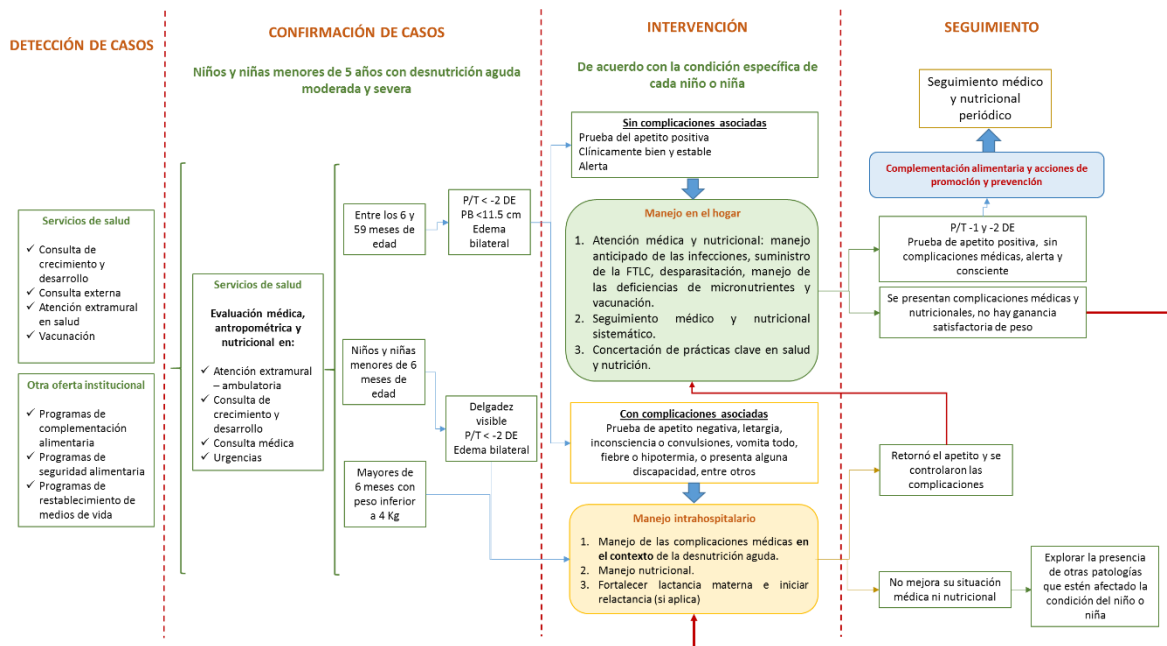 DETECCIÓN DE CASOS
Servicios de salud
✓ Consulta de
crecimiento y
desarrollo
✓ Consulta externa
✓ Atención extramural
en salud
✓ Vacunación
Otra oferta institucional
✓ Programas de
complementación
alimentaria
✓ Programas de
seguridad alimentaria
✓ Programas de
restablecimiento de
medios de vida
CONFIRMACIÓN DE CASOS
Niños y niñas menores de 5 años con desnutrición aguda
moderada y severa
Servicios de salud
Evaluación médica,
antropométrica y
nutricional en:
✓ Atención extramural
– ambulatoria
✓ Consulta de
crecimiento y
desarrollo
✓ Consulta médica
✓ Urgencias
Entre los 6 y
59 meses de
edad
P/T < -2 DE
PB <11.5 cm
Edema
bilateral
Niños y niñas
menores de 6
meses de
edad
Delgadez
visible
P/T < -2 DE
Edema bilateral
Mayores de
6 meses con
peso inferior
a 4 Kg
INTERVENCIÓN
De acuerdo con la condición específica de
cada niño o niña
Sin complicaciones asociadas
Prueba del apetito positiva
Clínicamente bien y estable
Alerta
Manejo en el hogar
1. Atención médica y nutricional: manejo
anticipado de las infecciones, suministro
de la FTLC, desparasitación, manejo de
las deficiencias de micronutrientes y
vacunación.
2. Seguimiento médico y nutricional
sistemático.
3. Concertación de prácticas clave en salud
y nutrición.
Con complicaciones asociadas
Prueba de apetito negativa, letargia,
inconsciencia o convulsiones, vomita todo,
fiebre o hipotermia, o presenta alguna
discapacidad, entre otros
Manejo intrahospitalario
1. Manejo de las complicaciones médicas en
el contexto de la desnutrición aguda.
2. Manejo nutricional.
3. Fortalecer lactancia materna e iniciar
relactancia (si aplica)
SEGUIMIENTO
Seguimiento médico
y nutricional
periódico
Complementación alimentaria y acciones de
promoción y prevención
P/T -1 y -2 DE
Prueba de apetito positiva, sin
complicaciones médicas, alerta y
consciente
Se presentan complicaciones médicas y
nutricionales, no hay ganancia
satisfactoria de peso
Retornó el apetito y se
controlaron las
complicaciones
No mejora su situación
médica ni nutricional
Explorar la presencia
de otras patologías
que estén afectado la
condición del niño o
niña